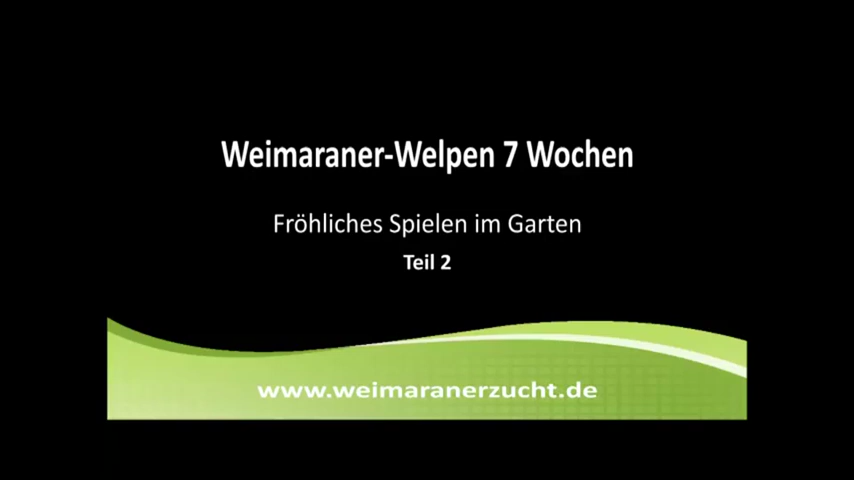 Weimaraner-Welpen 7 Wochen
Fröhliches Spielen im Garten
Teil 2
www.weimaranerzucht.de